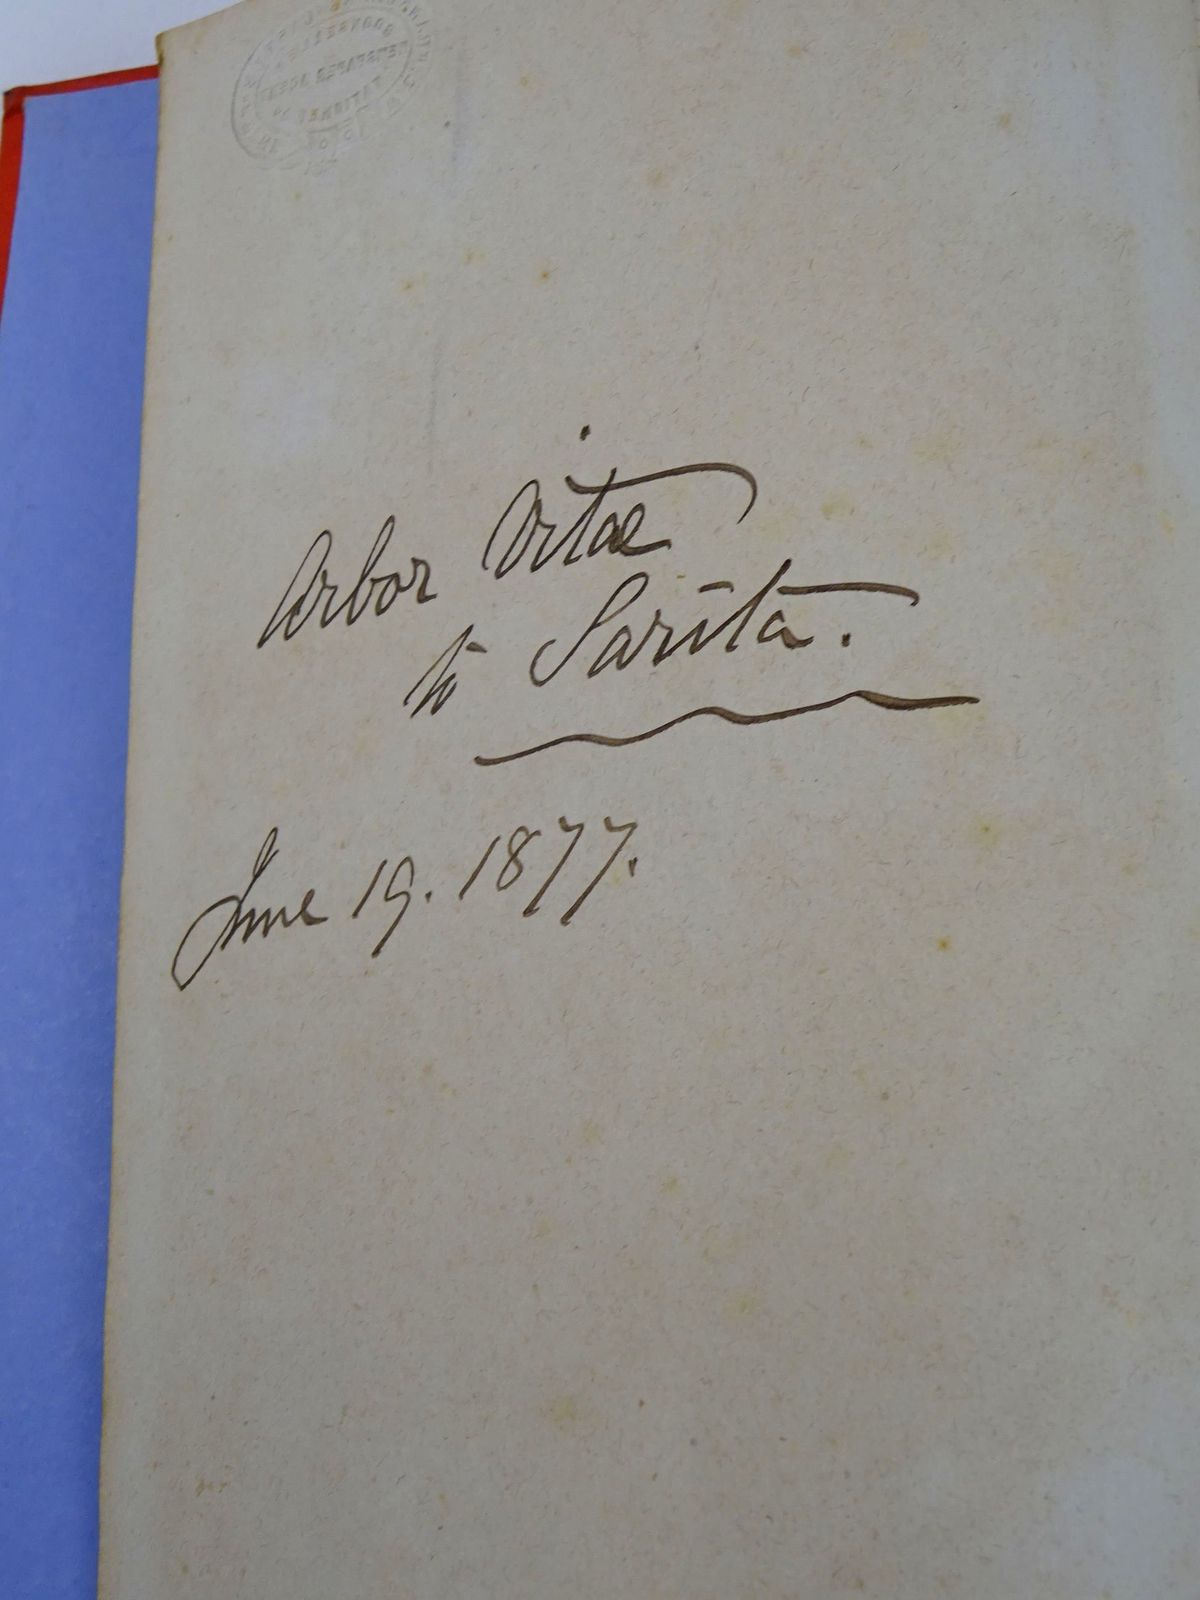 Arbor Vitae
to Sarita.
June 19. 1877.